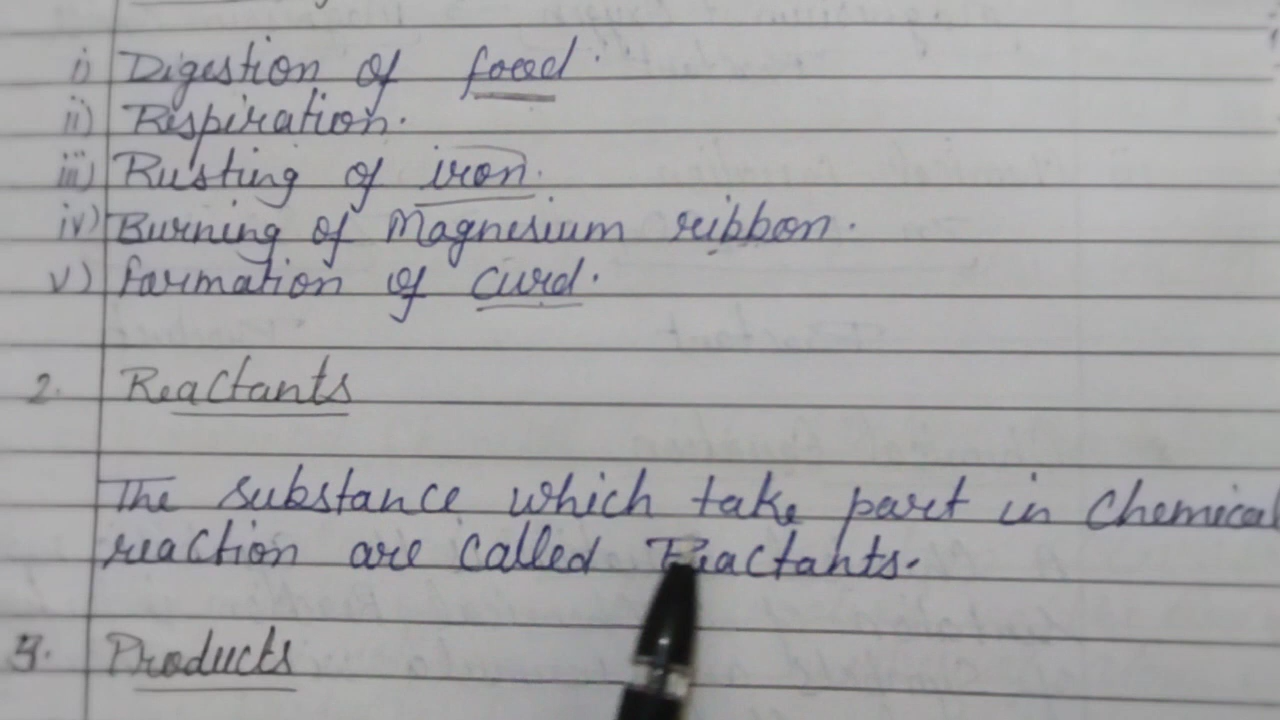 i) Digestion of food.
ii) Respiration.
iii) Rusting of iron.
iv) Burning of Magnesium ribbon.
v) formation of curd.
2. Reactants
The substance which take part in Chemical
reaction are called Reactants.
3. Products